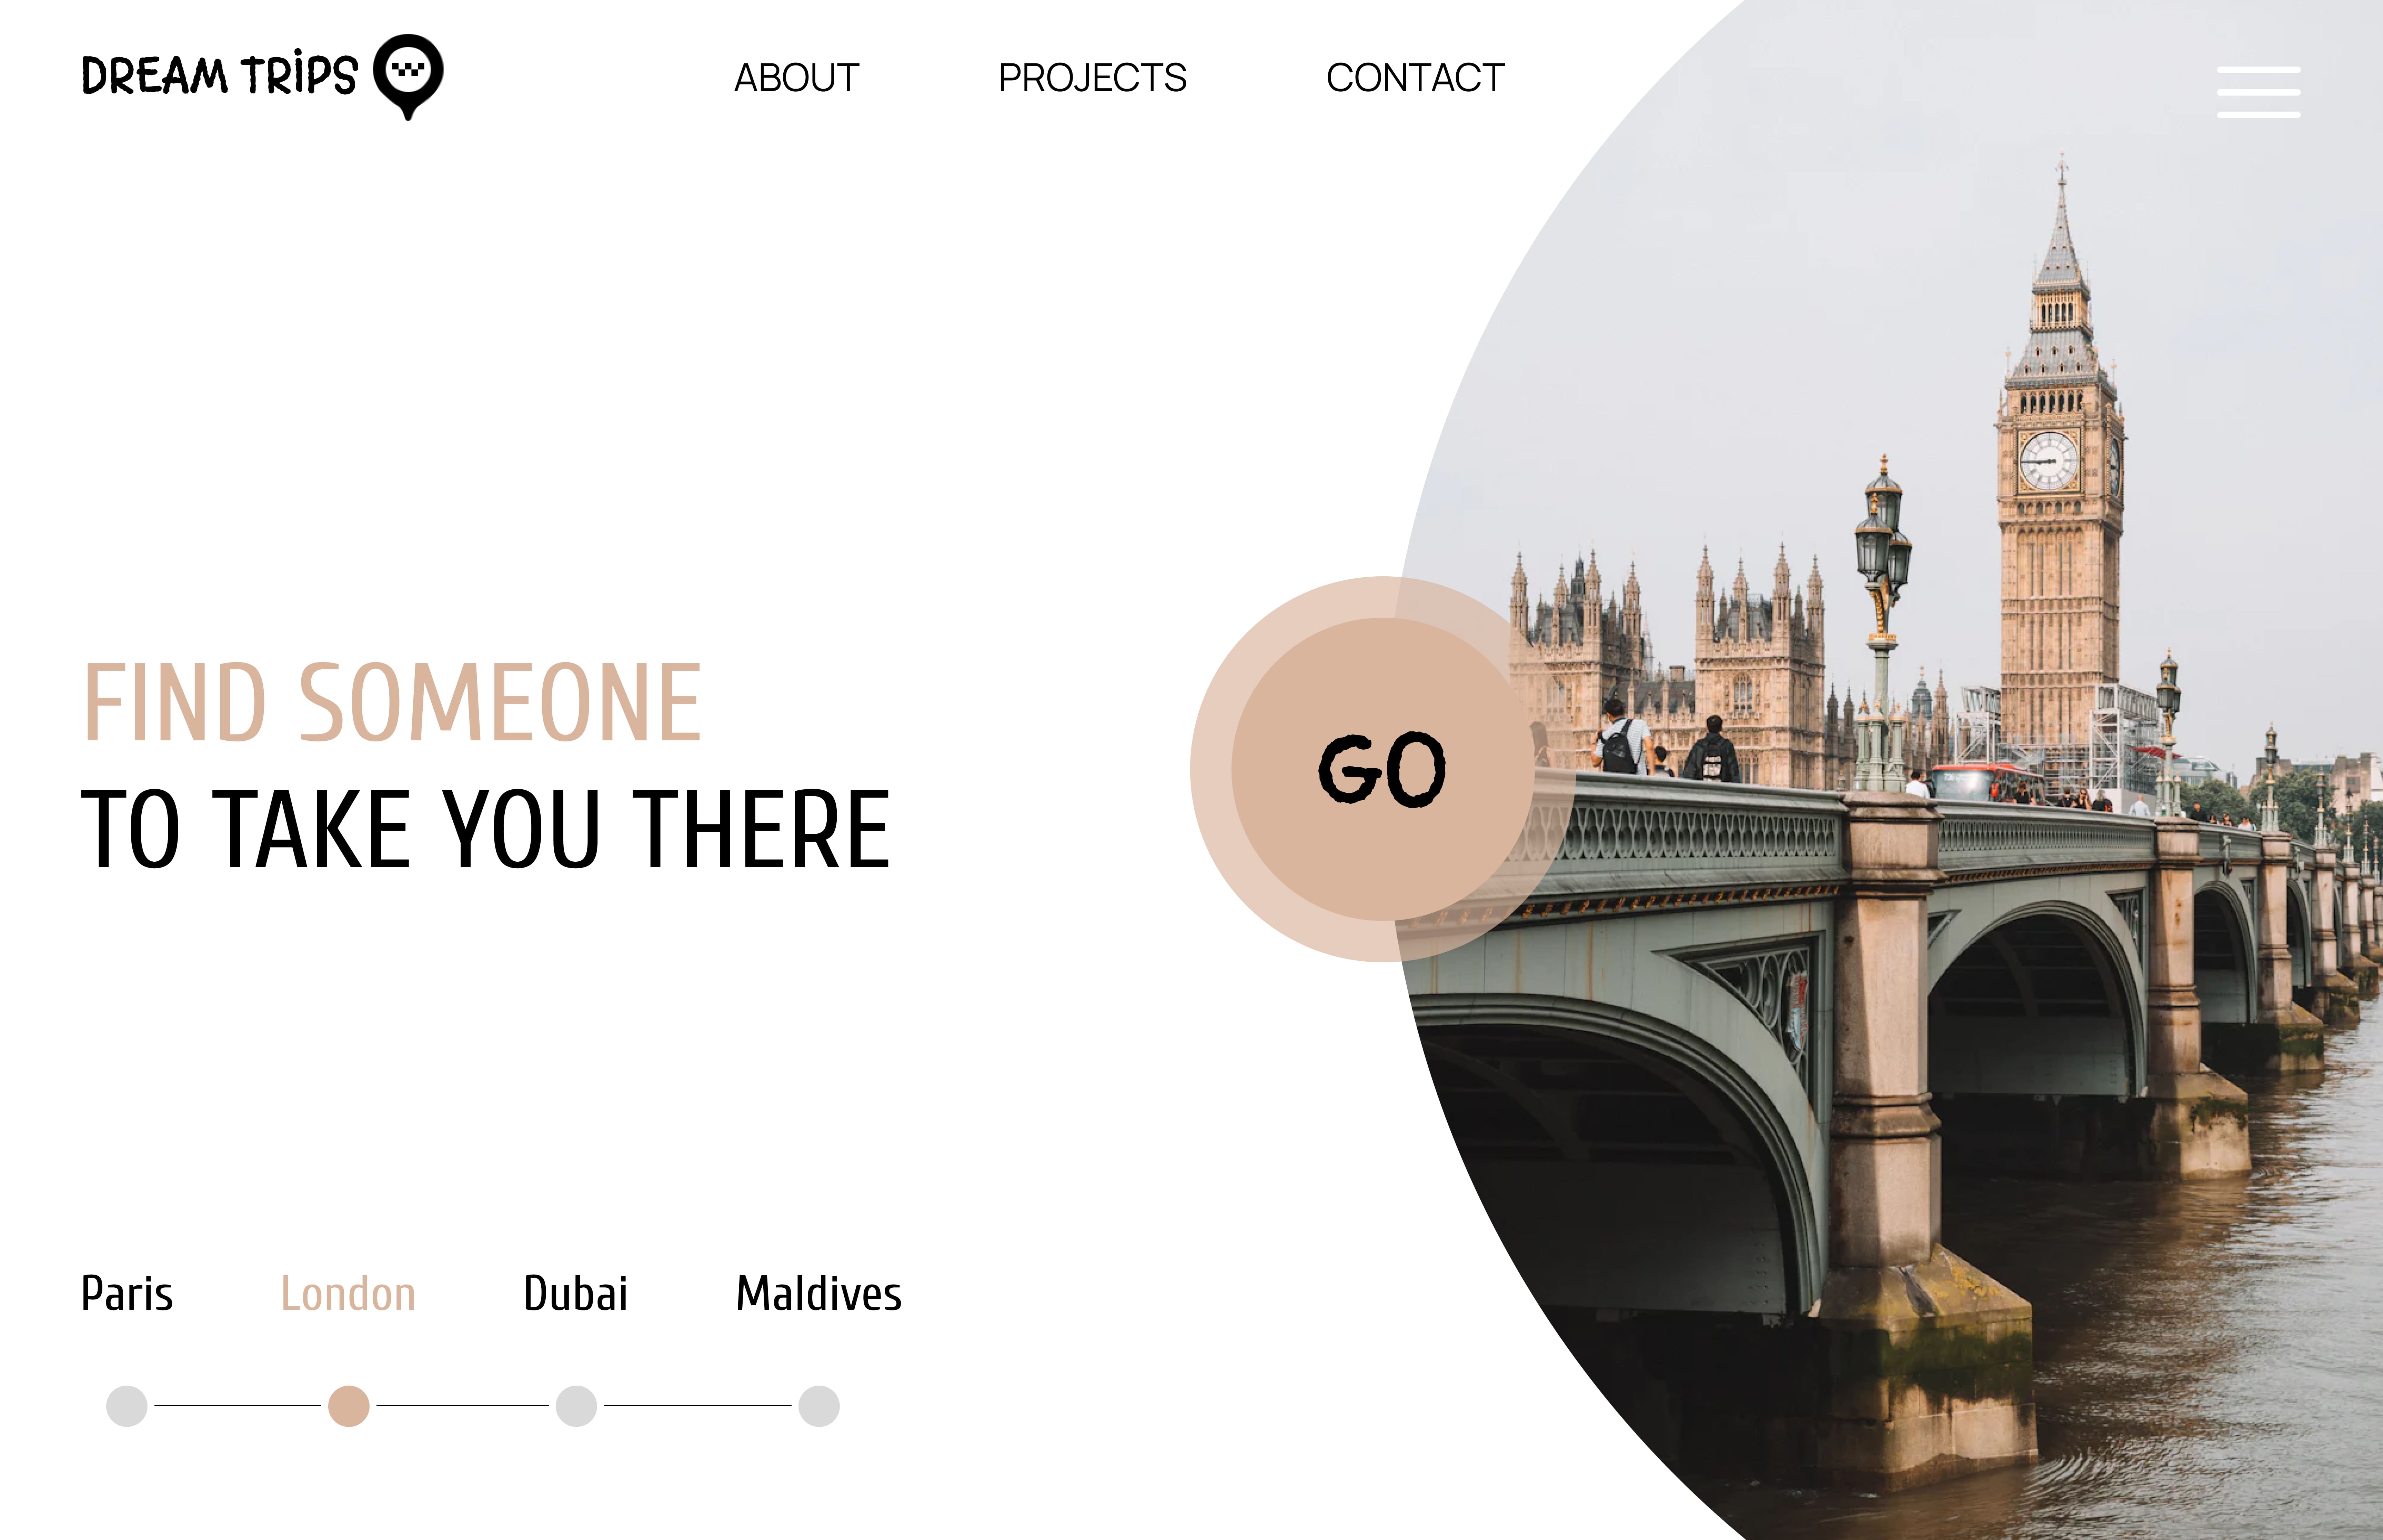 DREAM TRiPS
ABOUT PROJECTS CONTACT
FIND SOMEONE
TO TAKE YOU THERE
GO
Paris London Dubai Maldives